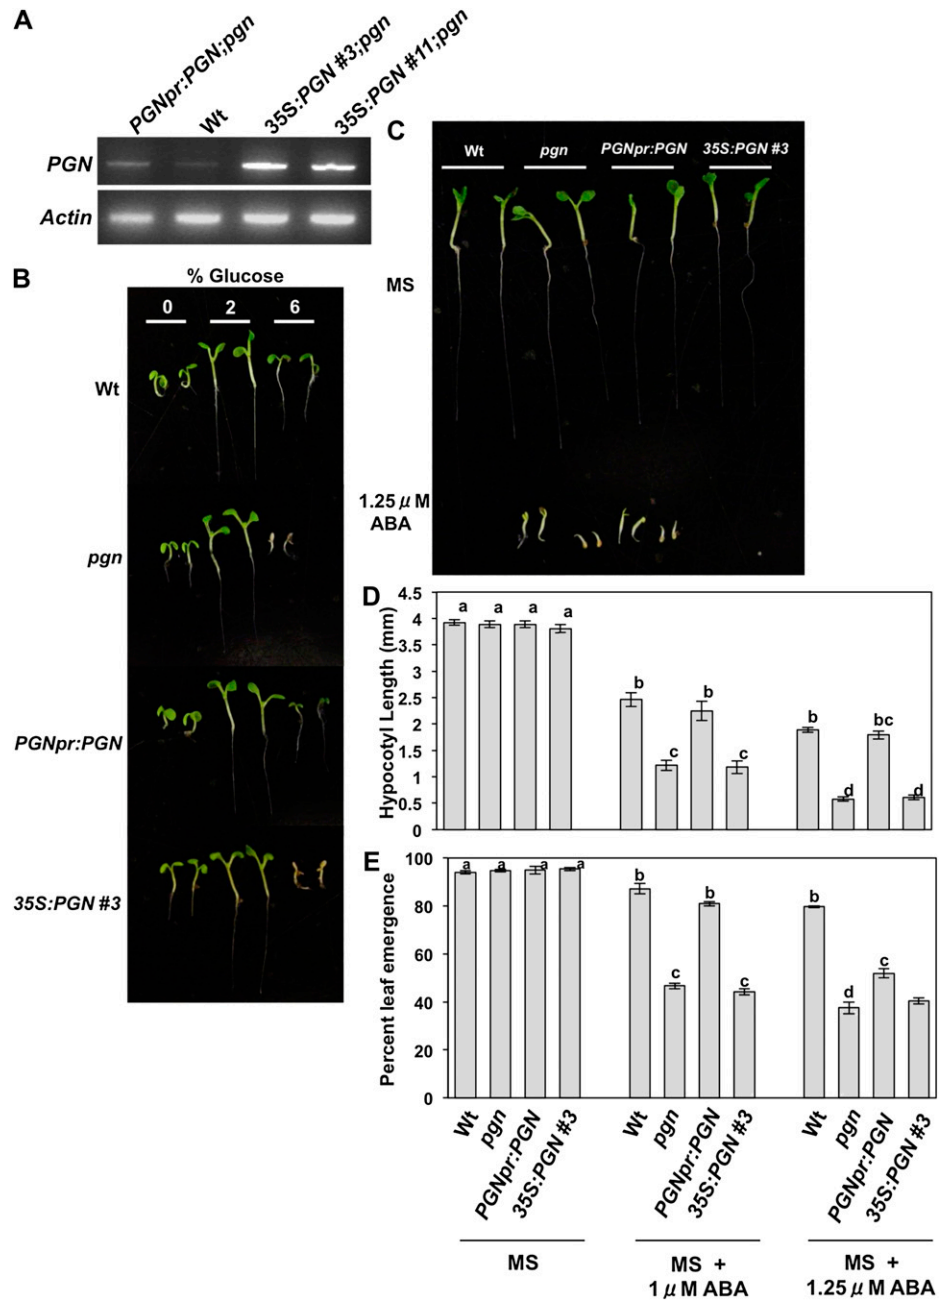 A
PGNpr:PGN;pgn
Wt
35S:PGN #3;pgn
35S:PGN #11;pgn
PGN
Actin
B
% Glucose
0 2 6
Wt
pgn
PGNpr:PGN
35S:PGN #3
C
Wt pgn PGNpr:PGN 35S:PGN #3
MS
1.25 μ M
ABA
D
Hypocotyl Length (mm)
4.5
4
3.5
3
2.5
2
1.5
1
0.5
0
a a a a
b c b c
b d bc d
E
Percent leaf emergence
100
80
60
40
20
0
a a a a
b c b c
b d c
Wt pgn PGNpr:PGN 35S:PGN #3
Wt pgn PGNpr:PGN 35S:PGN #3
Wt pgn PGNpr:PGN 35S:PGN #3
MS
MS +
1 μ M ABA
MS +
1.25 μ M ABA